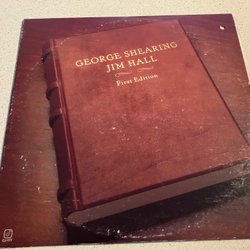 GEORGE SHEARING
JIM HALL
First Edition